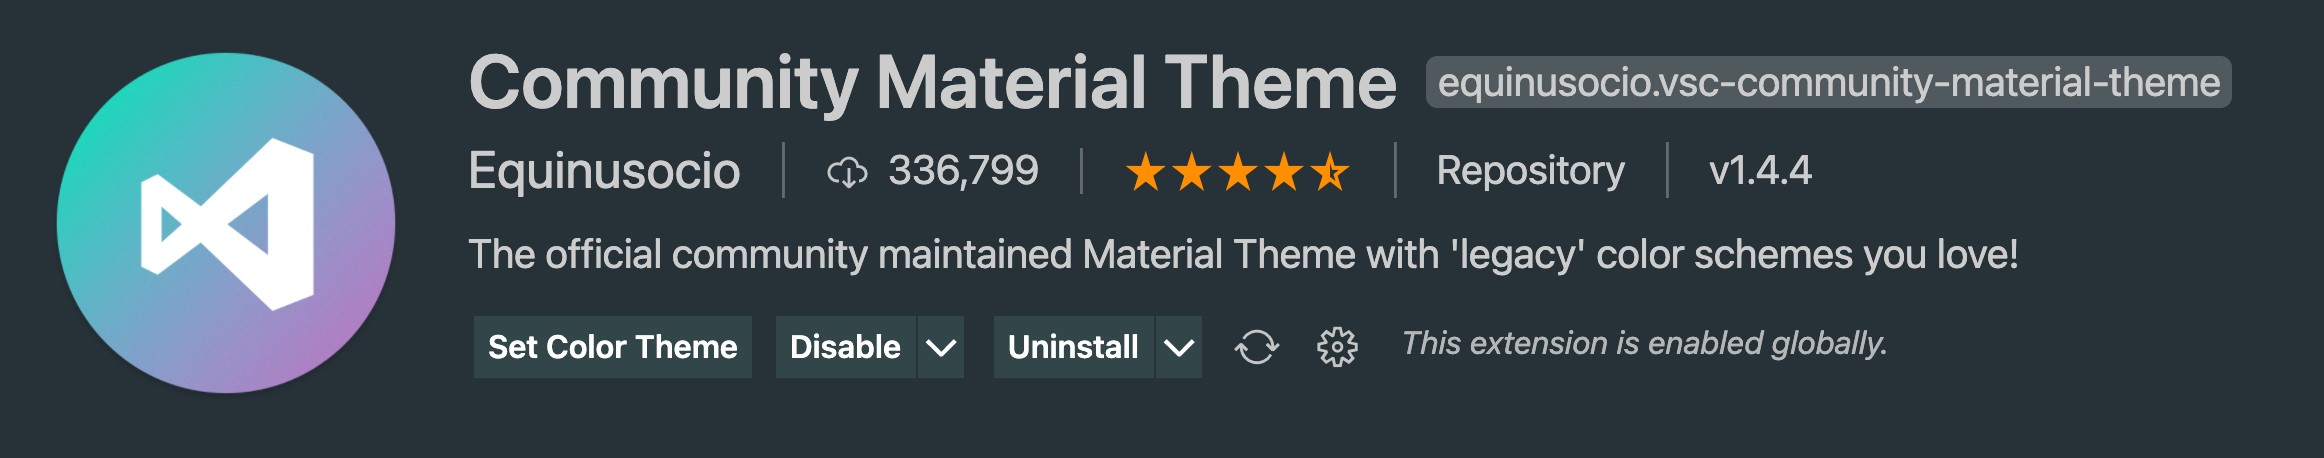 Community Material Theme equinusocio.vsc-community-material-theme
Equinusocio 336,799 Repository v1.4.4
The official community maintained Material Theme with 'legacy' color schemes you love!
Set Color Theme Disable Uninstall This extension is enabled globally.